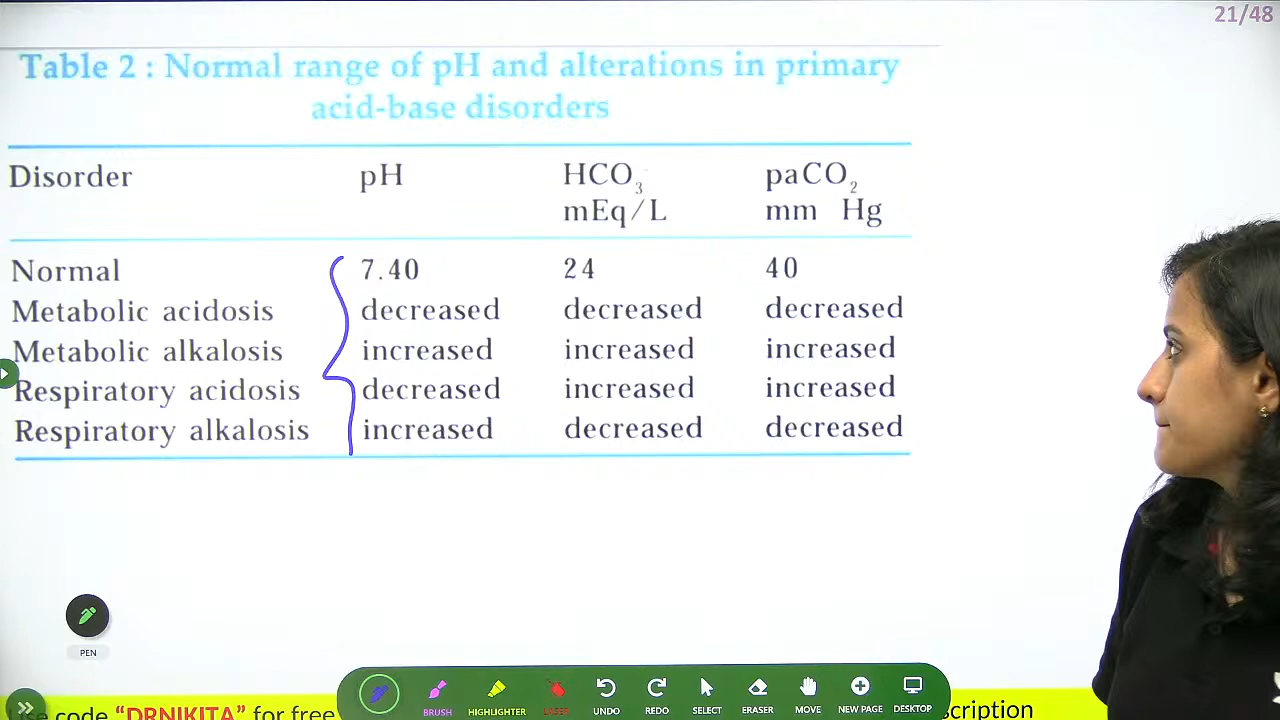 21/48
Table 2 : Normal range of pH and alterations in primary
acid-base disorders
Disorder pH HCO3 paCO2
mEq/L mm Hg
Normal 7.40 24 40
Metabolic acidosis decreased decreased decreased
Metabolic alkalosis increased increased increased
Respiratory acidosis decreased increased increased
Respiratory alkalosis increased decreased decreased
PEN
BRUSH HIGHLIGHTER LASER UNDO REDO SELECT ERASER MOVE NEW PAGE DESKTOP
code "DRNIKITA" for free